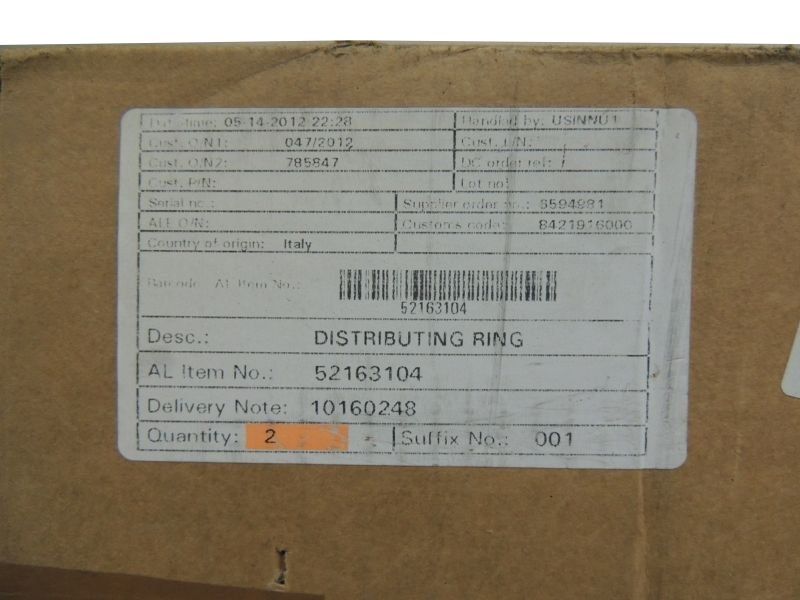 Date/time: 05-14-2012 22:28 Handled by: USINNU1
Cust. O/N1: 047/2012 Cust. I/N:
Cust. O/N2: 785847 DC order ref: /
Cust. P/N: Lot no:
Serial no.: Supplier order no.: 3594981
O/N: Customs code: 8421916000
Country of origin: Italy
Barcode AL Item No.:
52163104
Desc.: DISTRIBUTING RING
AL Item No.: 52163104
Delivery Note: 10160248
Quantity: 2 Suffix No.: 001